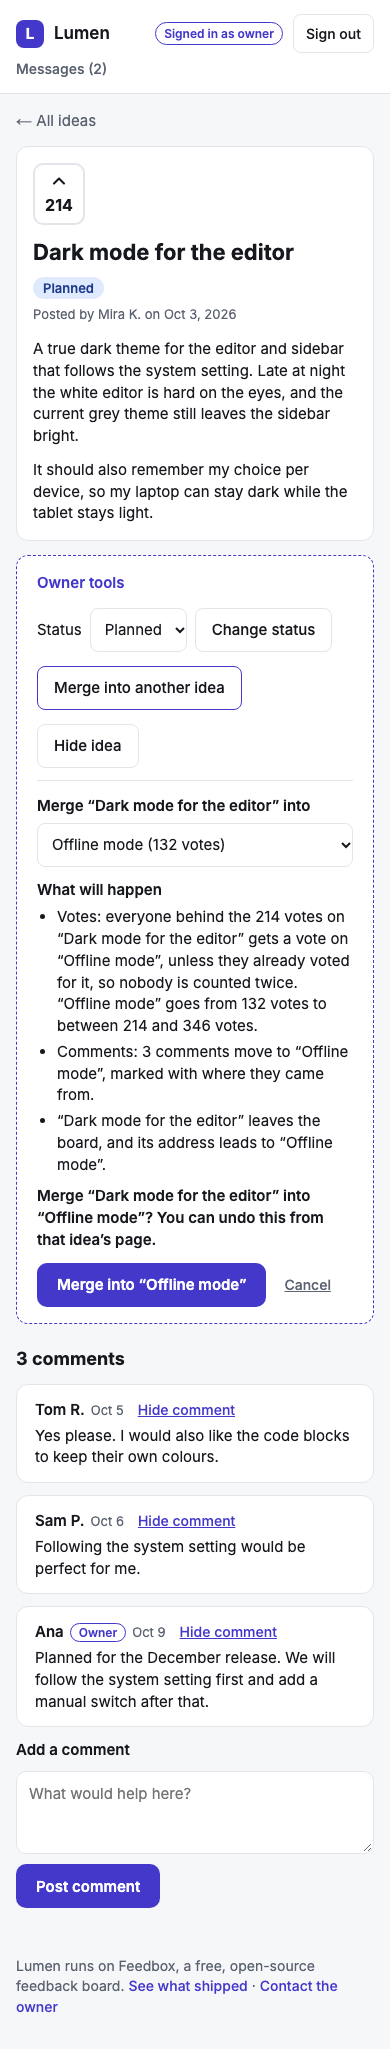 L Lumen
Signed in as owner
Sign out
Messages (2)
← All ideas
214
Dark mode for the editor
Planned
Posted by Mira K. on Oct 3, 2026
A true dark theme for the editor and sidebar
that follows the system setting. Late at night
the white editor is hard on the eyes, and the
current grey theme still leaves the sidebar
bright.
It should also remember my choice per
device, so my laptop can stay dark while the
tablet stays light.
Owner tools
Status Planned Change status
Merge into another idea
Hide idea
Merge “Dark mode for the editor” into
Offline mode (132 votes)
What will happen
• Votes: everyone behind the 214 votes on
“Dark mode for the editor” gets a vote on
“Offline mode”, unless they already voted
for it, so nobody is counted twice.
“Offline mode” goes from 132 votes to
between 214 and 346 votes.
• Comments: 3 comments move to “Offline
mode”, marked with where they came
from.
• “Dark mode for the editor” leaves the
board, and its address leads to “Offline
mode”.
Merge “Dark mode for the editor” into
“Offline mode”? You can undo this from
that idea’s page.
Merge into “Offline mode” Cancel
3 comments
Tom R. Oct 5 Hide comment
Yes please. I would also like the code blocks
to keep their own colours.
Sam P. Oct 6 Hide comment
Following the system setting would be
perfect for me.
Ana Owner Oct 9 Hide comment
Planned for the December release. We will
follow the system setting first and add a
manual switch after that.
Add a comment
What would help here?
Post comment
Lumen runs on Feedbox, a free, open-source
feedback board. See what shipped · Contact the
owner